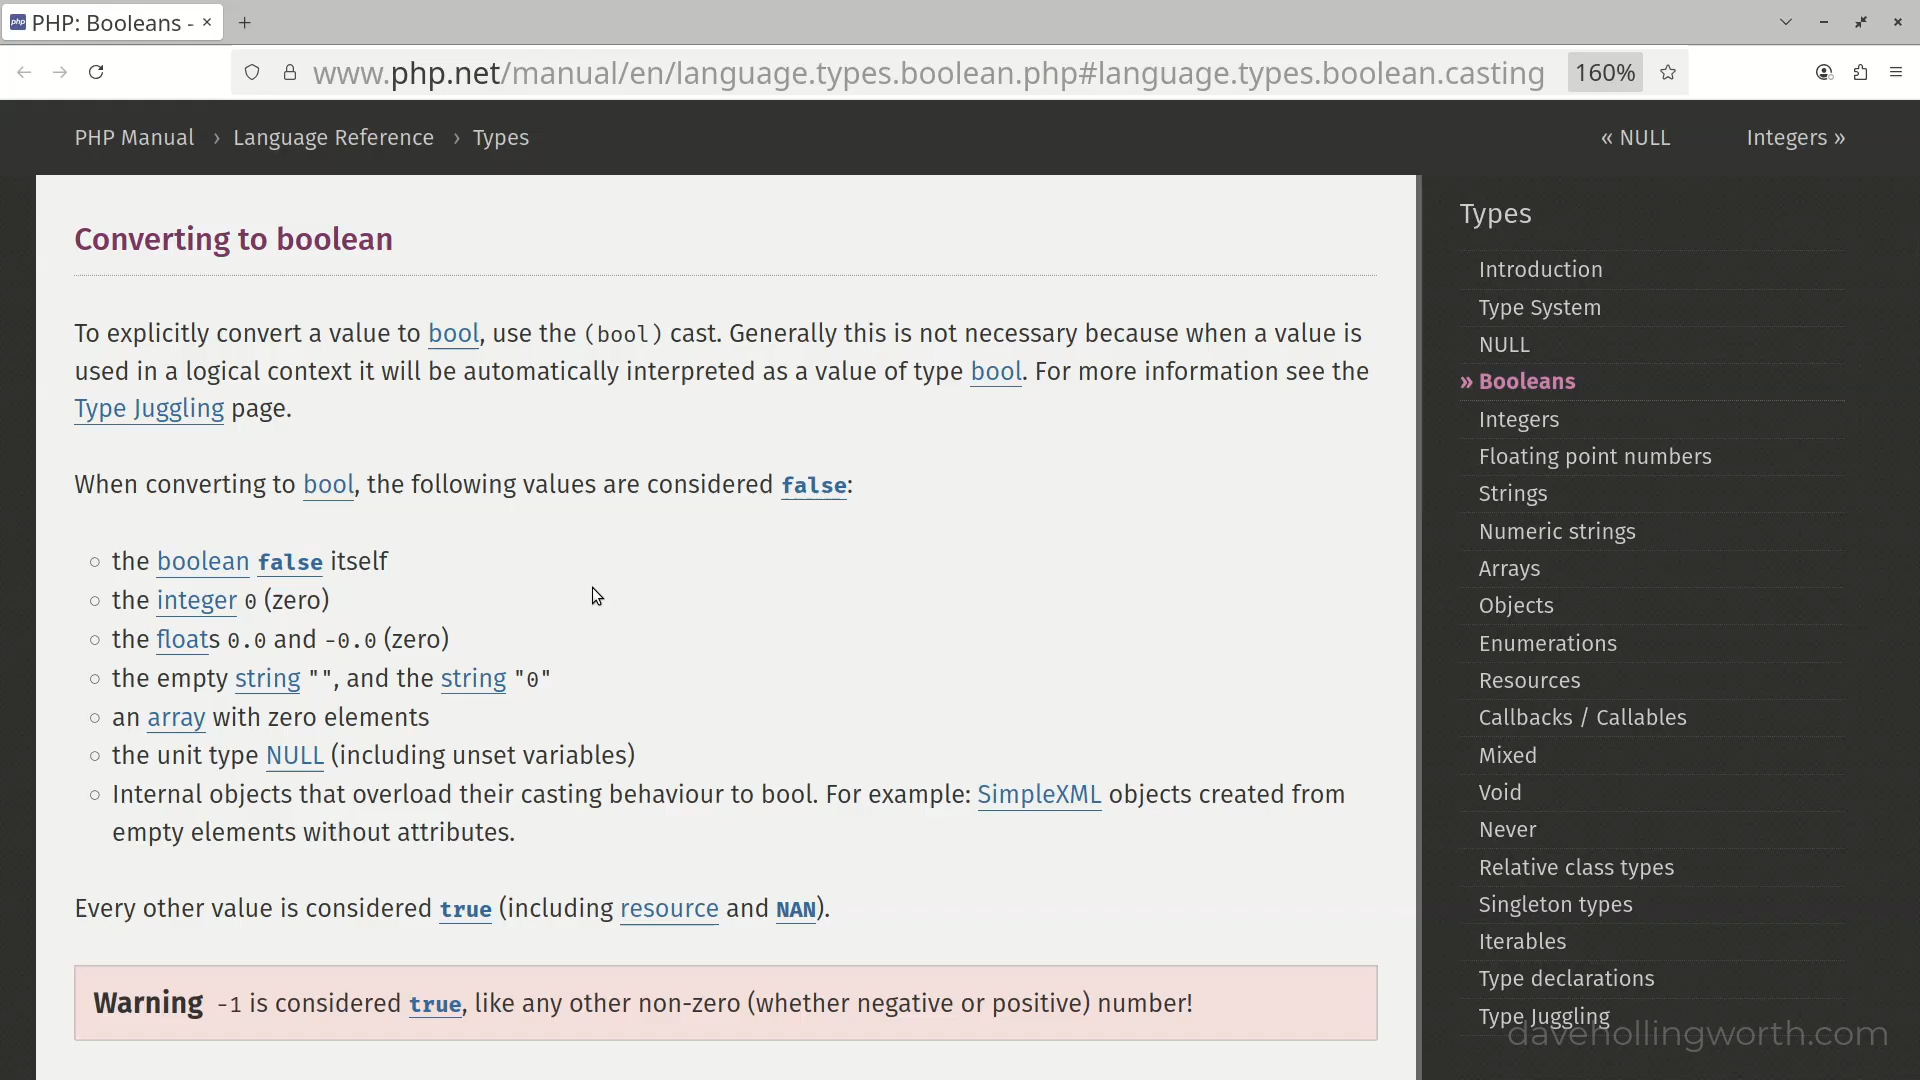 php PHP: Booleans -
www.php.net/manual/en/language.types.boolean.php#language.types.boolean.casting 160%
PHP Manual › Language Reference › Types « NULL Integers »
Converting to boolean
To explicitly convert a value to bool, use the (bool) cast. Generally this is not necessary because when a value is
used in a logical context it will be automatically interpreted as a value of type bool. For more information see the
Type Juggling page.
When converting to bool, the following values are considered false:
the boolean false itself
the integer 0 (zero)
the floats 0.0 and -0.0 (zero)
the empty string "", and the string "0"
an array with zero elements
the unit type NULL (including unset variables)
Internal objects that overload their casting behaviour to bool. For example: SimpleXML objects created from
empty elements without attributes.
Every other value is considered true (including resource and NAN).
Warning -1 is considered true, like any other non-zero (whether negative or positive) number!
Types
Introduction
Type System
NULL
» Booleans
Integers
Floating point numbers
Strings
Numeric strings
Arrays
Objects
Enumerations
Resources
Callbacks / Callables
Mixed
Void
Never
Relative class types
Singleton types
Iterables
Type declarations
Type Juggling
davehollingworth.com